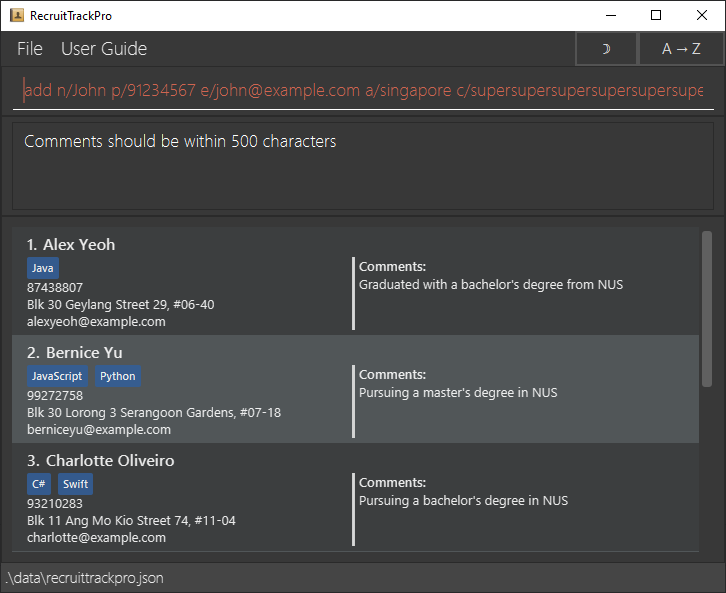 RecruitTrackPro
File User Guide A → Z
add n/John p/91234567 e/john@example.com a/singapore c/supersupersupersupersupersupe
Comments should be within 500 characters
1. Alex Yeoh
Java
87438807
Blk 30 Geylang Street 29, #06-40
alexyeoh@example.com
Comments:
Graduated with a bachelor's degree from NUS
2. Bernice Yu
JavaScript Python
99272758
Blk 30 Lorong 3 Serangoon Gardens, #07-18
berniceyu@example.com
Comments:
Pursuing a master's degree in NUS
3. Charlotte Oliveiro
C# Swift
93210283
Blk 11 Ang Mo Kio Street 74, #11-04
charlotte@example.com
Comments:
Pursuing a bachelor's degree in NUS
.\data\recruittrackpro.json